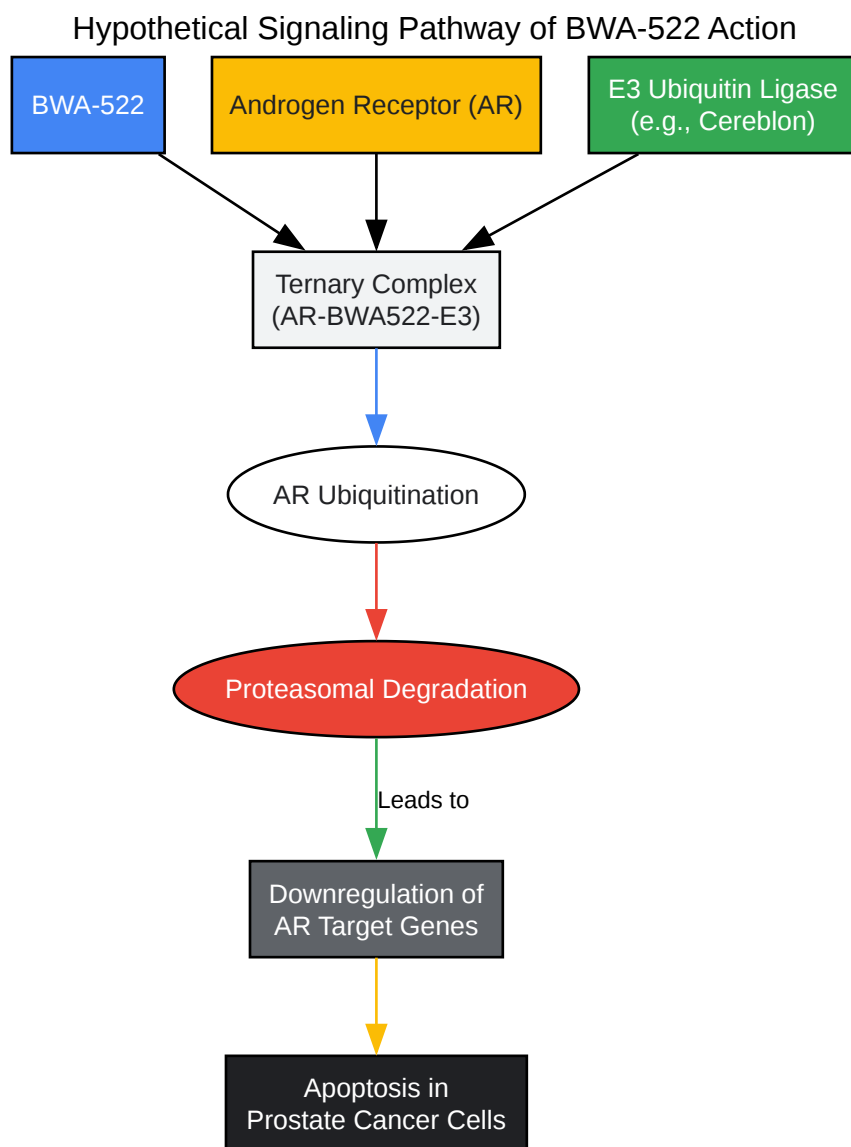 Hypothetical Signaling Pathway of BWA-522 Action
BWA-522
Androgen Receptor (AR)
E3 Ubiquitin Ligase
(e.g., Cereblon)
Ternary Complex
(AR-BWA522-E3)
AR Ubiquitination
Proteasomal Degradation
Leads to
Downregulation of
AR Target Genes
Apoptosis in
Prostate Cancer Cells